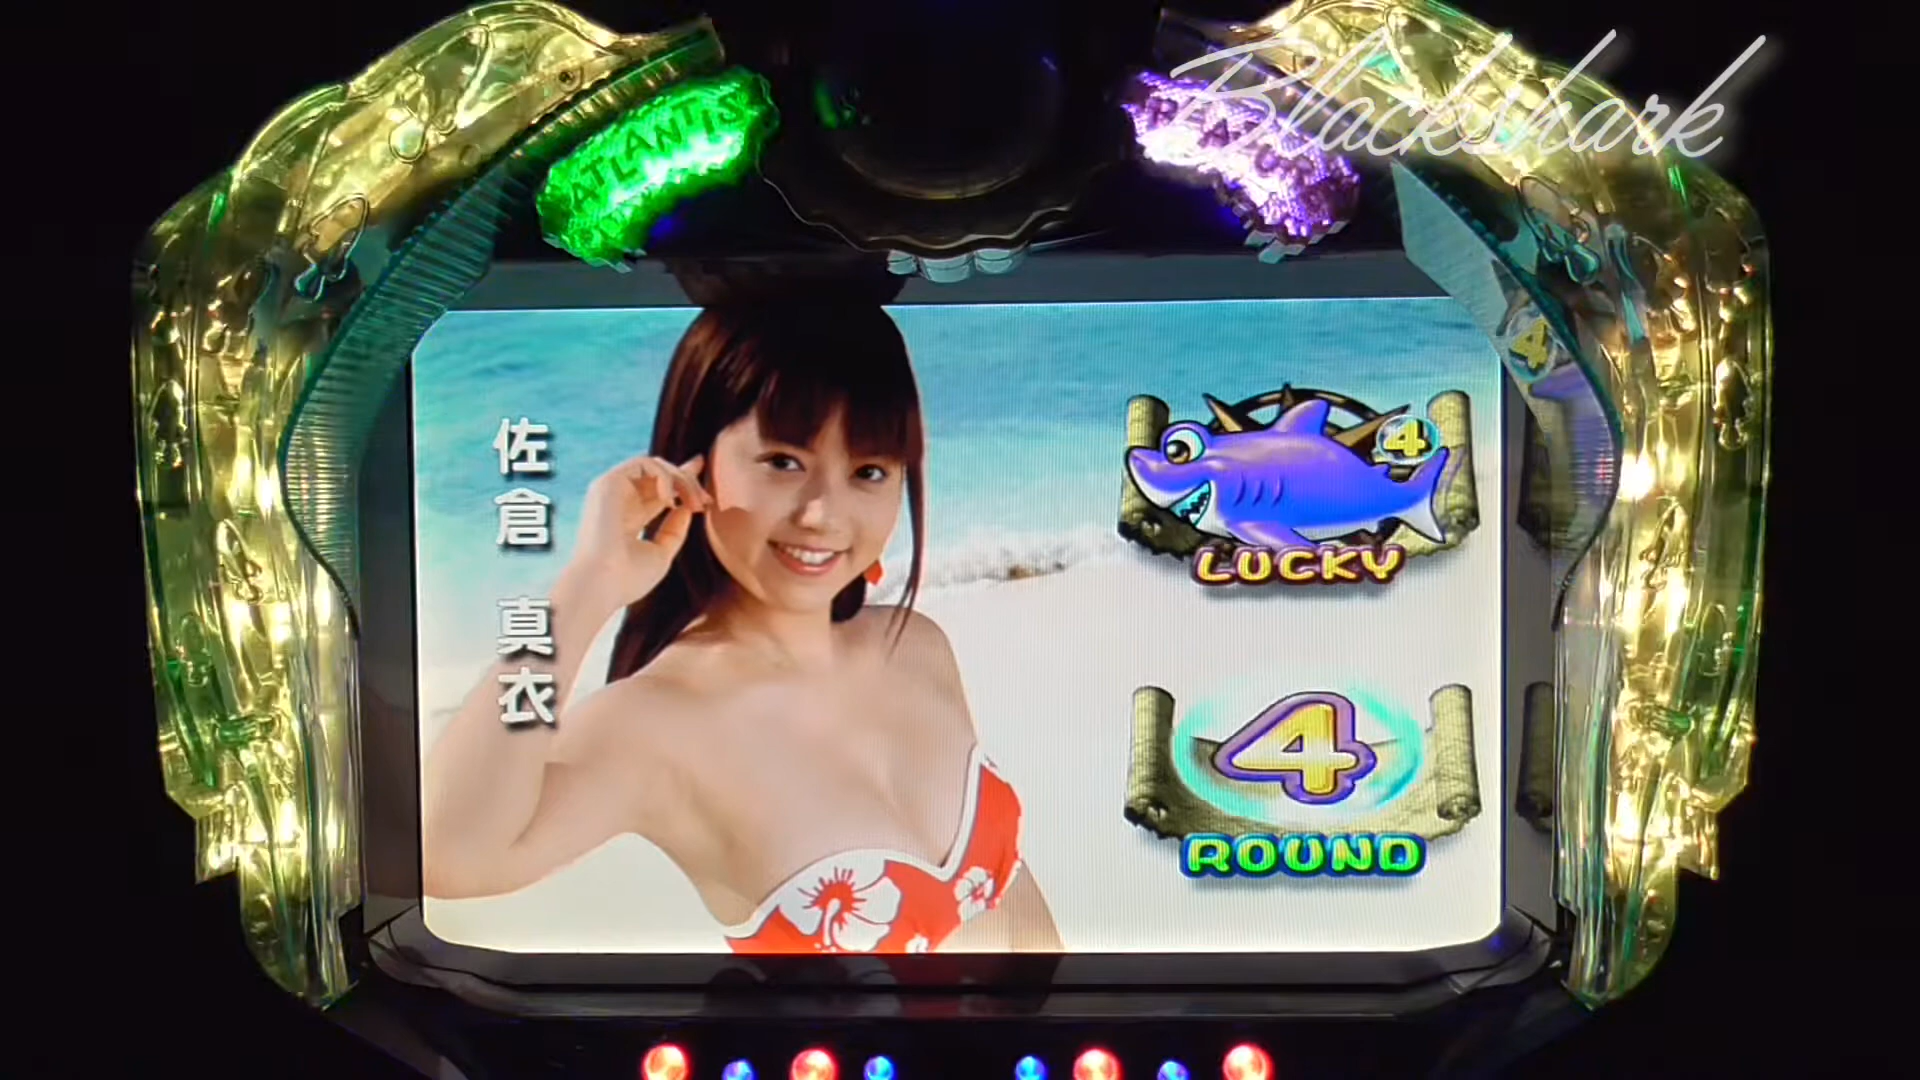 Blackshark
ATLANTIS
佐倉 真衣
4
LUCKY
4
ROUND
4